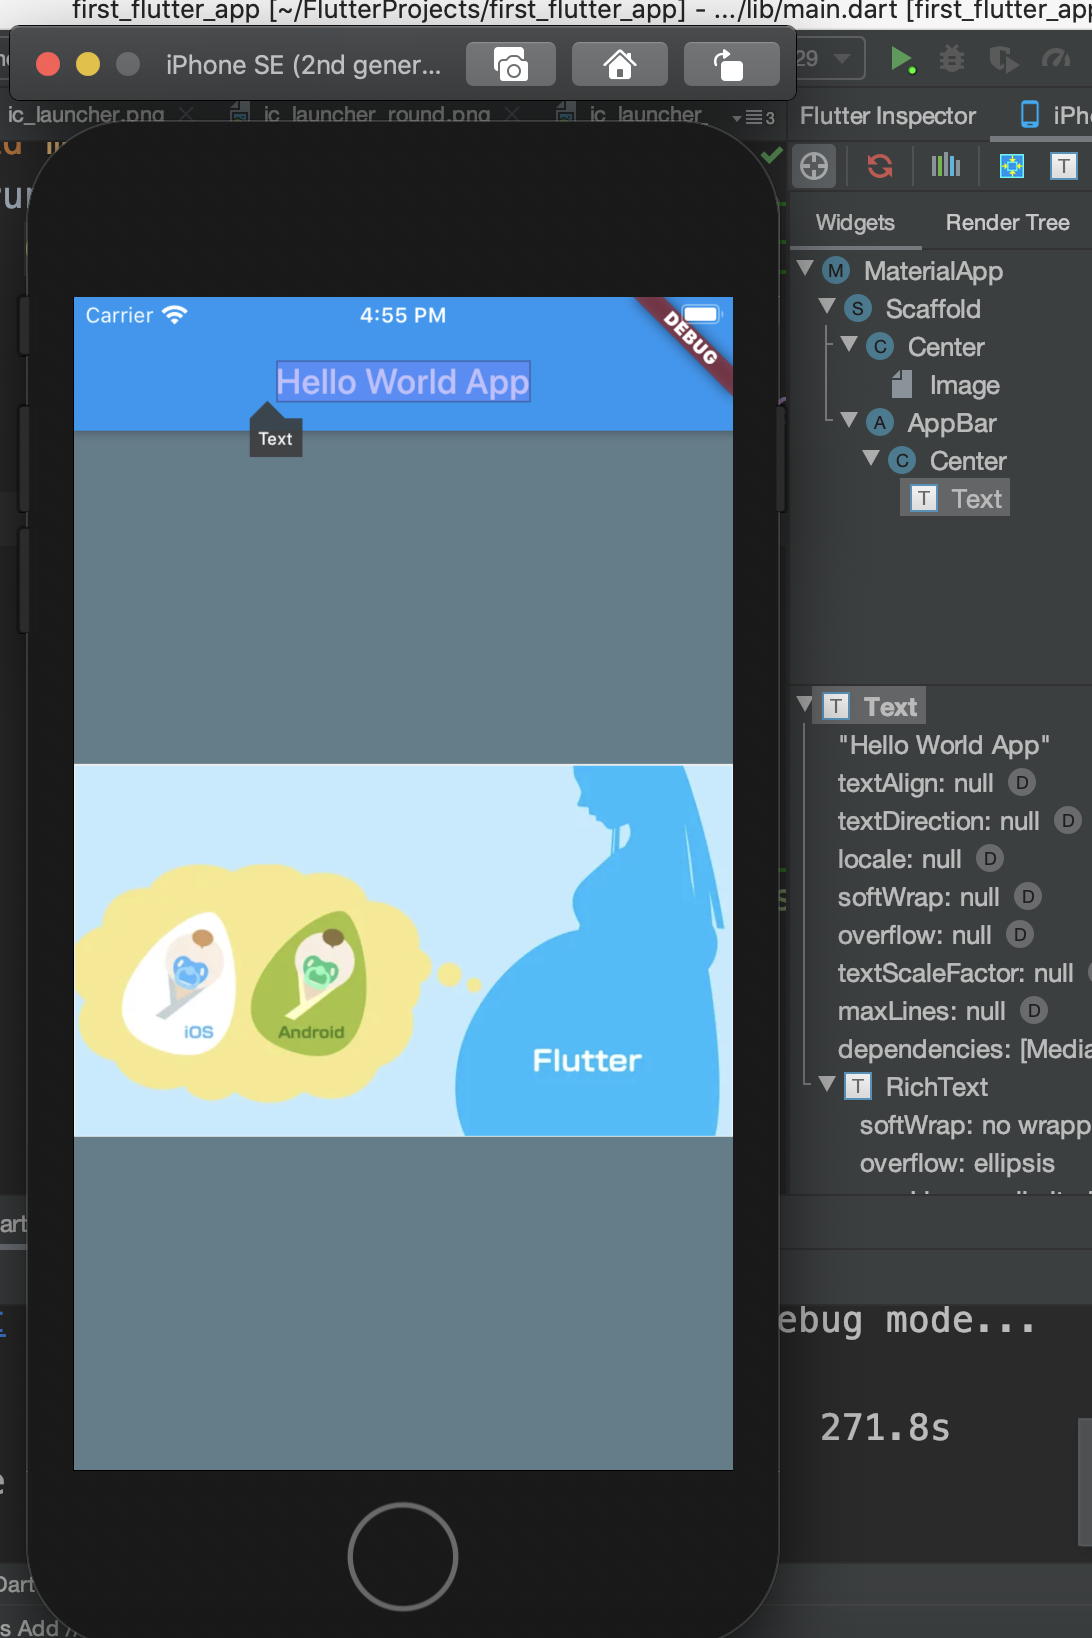 first_flutter_app [~/FlutterProjects/first_flutter_app] - .../lib/main.dart [first_flutter_app
iPhone SE (2nd gener...
29
ic_launcher.png
ic_launcher_round.png
ic_launcher_
3
Flutter Inspector
iPho
Widgets
Render Tree
M MaterialApp
S Scaffold
C Center
Image
A AppBar
C Center
T Text
Carrier
4:55 PM
DEBUG
Hello World App
Text
iOS
Android
Flutter
T Text
"Hello World App"
textAlign: null D
textDirection: null D
locale: null D
softWrap: null D
overflow: null D
textScaleFactor: null
maxLines: null D
dependencies: [Media
T RichText
softWrap: no wrapp
overflow: ellipsis
ebug mode...
271.8s
Dart
s Add //